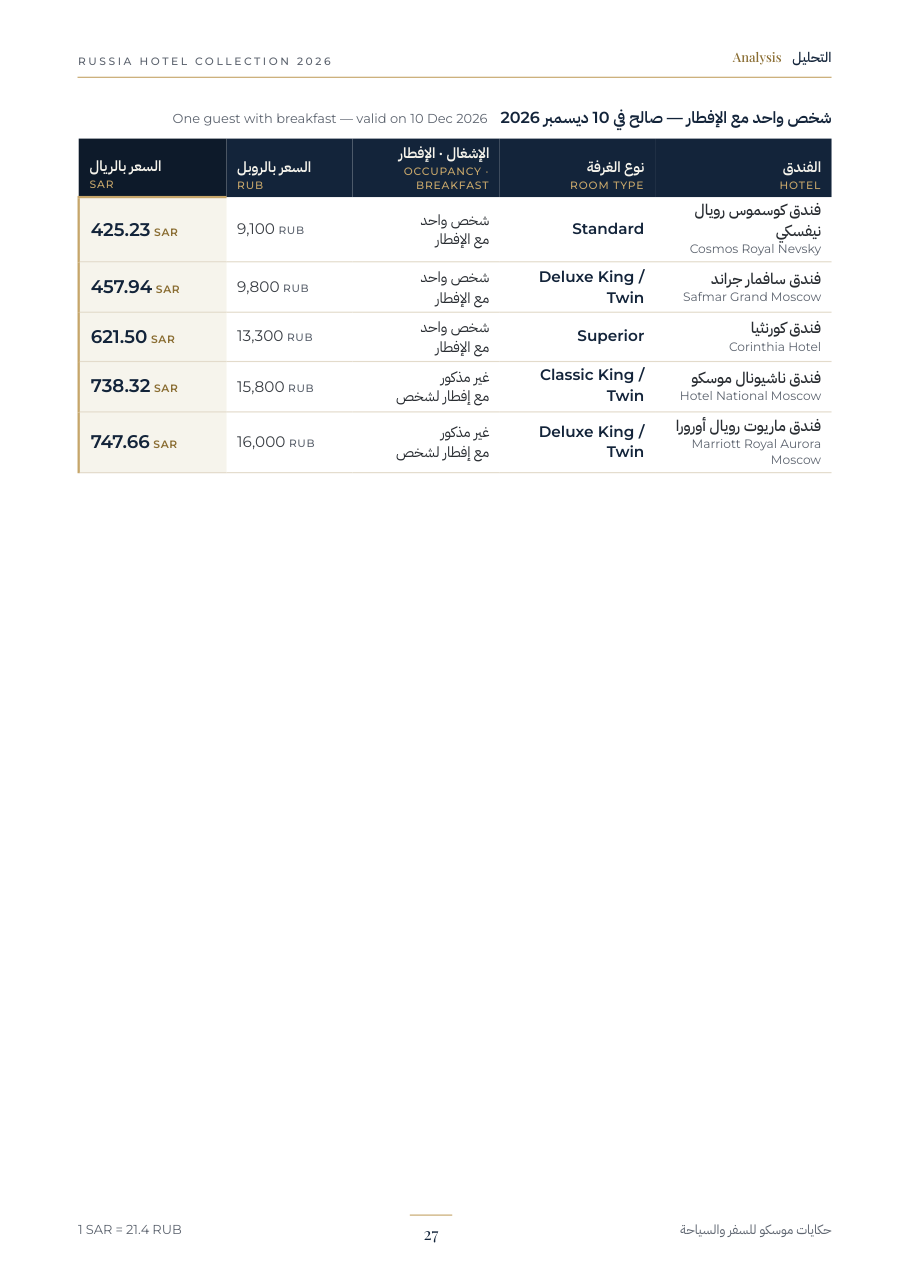 التحليل Analysis
RUSSIA HOTEL COLLECTION 2026
شخص واحد مع الإفطار — صالح في 10 ديسمبر 2026 One guest with breakfast — valid on 10 Dec 2026
الفندق
HOTEL
نوع الغرفة
ROOM TYPE
الإشغال · الإفطار
OCCUPANCY ·
BREAKFAST
السعر بالروبل
RUB
السعر بالريال
SAR
فندق كوسموس رويال
نيفسكي
Cosmos Royal Nevsky
Standard
شخص واحد
مع الإفطار
9,100 RUB
425.23 SAR
فندق سافمار جراند
Safmar Grand Moscow
Deluxe King /
Twin
شخص واحد
مع الإفطار
9,800 RUB
457.94 SAR
فندق كورنثيا
Corinthia Hotel
Superior
شخص واحد
مع الإفطار
13,300 RUB
621.50 SAR
فندق ناشيونال موسكو
Hotel National Moscow
Classic King /
Twin
غير مذكور
مع إفطار لشخص
15,800 RUB
738.32 SAR
فندق ماريوت رويال أورورا
Marriott Royal Aurora
Moscow
Deluxe King /
Twin
غير مذكور
مع إفطار لشخص
16,000 RUB
747.66 SAR
حكايات موسكو للسفر والسياحة
27
1 SAR = 21.4 RUB